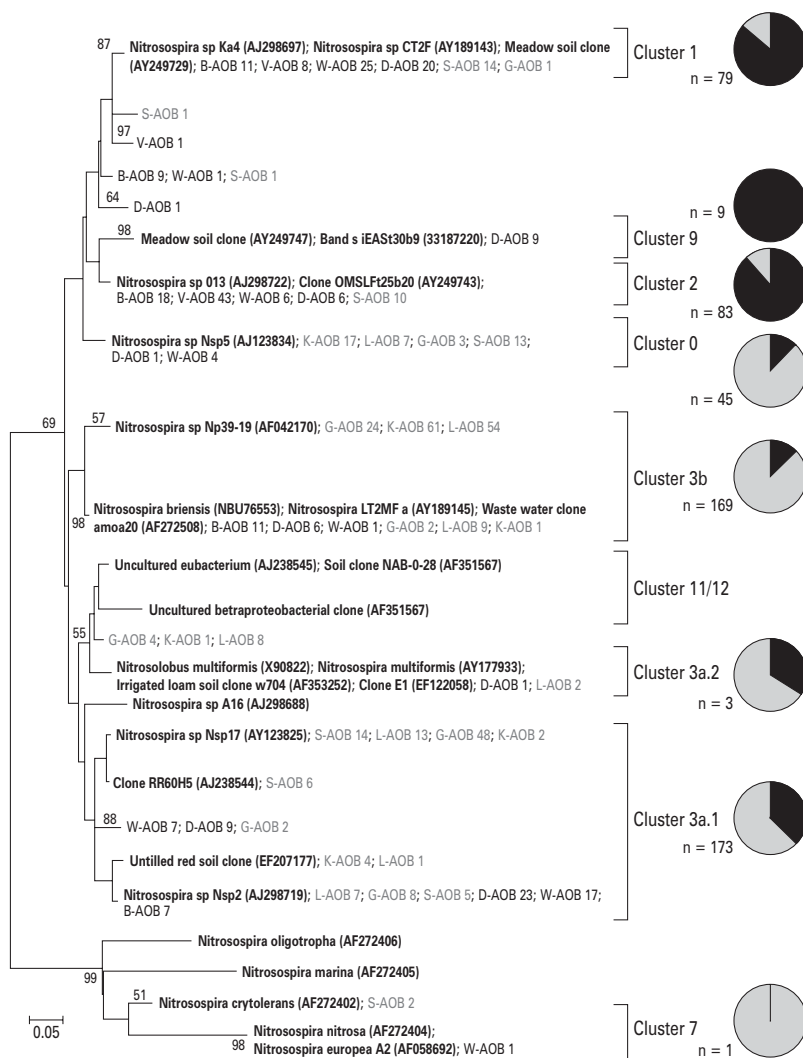 87
Nitrosospira sp Ka4 (AJ298697); Nitrosospira sp CT2F (AY189143); Meadow soil clone
(AY249729); B-AOB 11; V-AOB 8; W-AOB 25; D-AOB 20; S-AOB 14; G-AOB 1
Cluster 1
n = 79
S-AOB 1
97
V-AOB 1
B-AOB 9; W-AOB 1; S-AOB 1
64
D-AOB 1
n = 9
98
Meadow soil clone (AY249747); Band s iEASt30b9 (33187220); D-AOB 9
Cluster 9
Nitrosospira sp 013 (AJ298722); Clone OMSLFt25b20 (AY249743);
B-AOB 18; V-AOB 43; W-AOB 6; D-AOB 6; S-AOB 10
Cluster 2
n = 83
Nitrosospira sp Nsp5 (AJ123834); K-AOB 17; L-AOB 7; G-AOB 3; S-AOB 13;
D-AOB 1; W-AOB 4
Cluster 0
n = 45
69
57
Nitrosospira sp Np39-19 (AF042170); G-AOB 24; K-AOB 61; L-AOB 54
Cluster 3b
n = 169
Nitrosospira briensis (NBU76553); Nitrosospira LT2MF a (AY189145); Waste water clone
98
amoa20 (AF272508); B-AOB 11; D-AOB 6; W-AOB 1; G-AOB 2; L-AOB 9; K-AOB 1
Uncultured eubacterium (AJ238545); Soil clone NAB-0-28 (AF351567)
Cluster 11/12
Uncultured betraproteobacterial clone (AF351567)
55
G-AOB 4; K-AOB 1; L-AOB 8
Nitrosolobus multiformis (X90822); Nitrosospira multiformis (AY177933);
Irrigated loam soil clone w704 (AF353252); Clone E1 (EF122058); D-AOB 1; L-AOB 2
Cluster 3a.2
n = 3
Nitrosospira sp A16 (AJ298688)
Nitrosospira sp Nsp17 (AY123825); S-AOB 14; L-AOB 13; G-AOB 48; K-AOB 2
Clone RR60H5 (AJ238544); S-AOB 6
88
W-AOB 7; D-AOB 9; G-AOB 2
Cluster 3a.1
n = 173
Untilled red soil clone (EF207177); K-AOB 4; L-AOB 1
Nitrosospira sp Nsp2 (AJ298719); L-AOB 7; G-AOB 8; S-AOB 5; D-AOB 23; W-AOB 17;
B-AOB 7
Nitrosospira oligotropha (AF272406)
99
Nitrosospira marina (AF272405)
51
Nitrosospira crytolerans (AF272402); S-AOB 2
0.05
98
Nitrosospira nitrosa (AF272404);
Nitrosospira europea A2 (AF058692); W-AOB 1
Cluster 7
n = 1